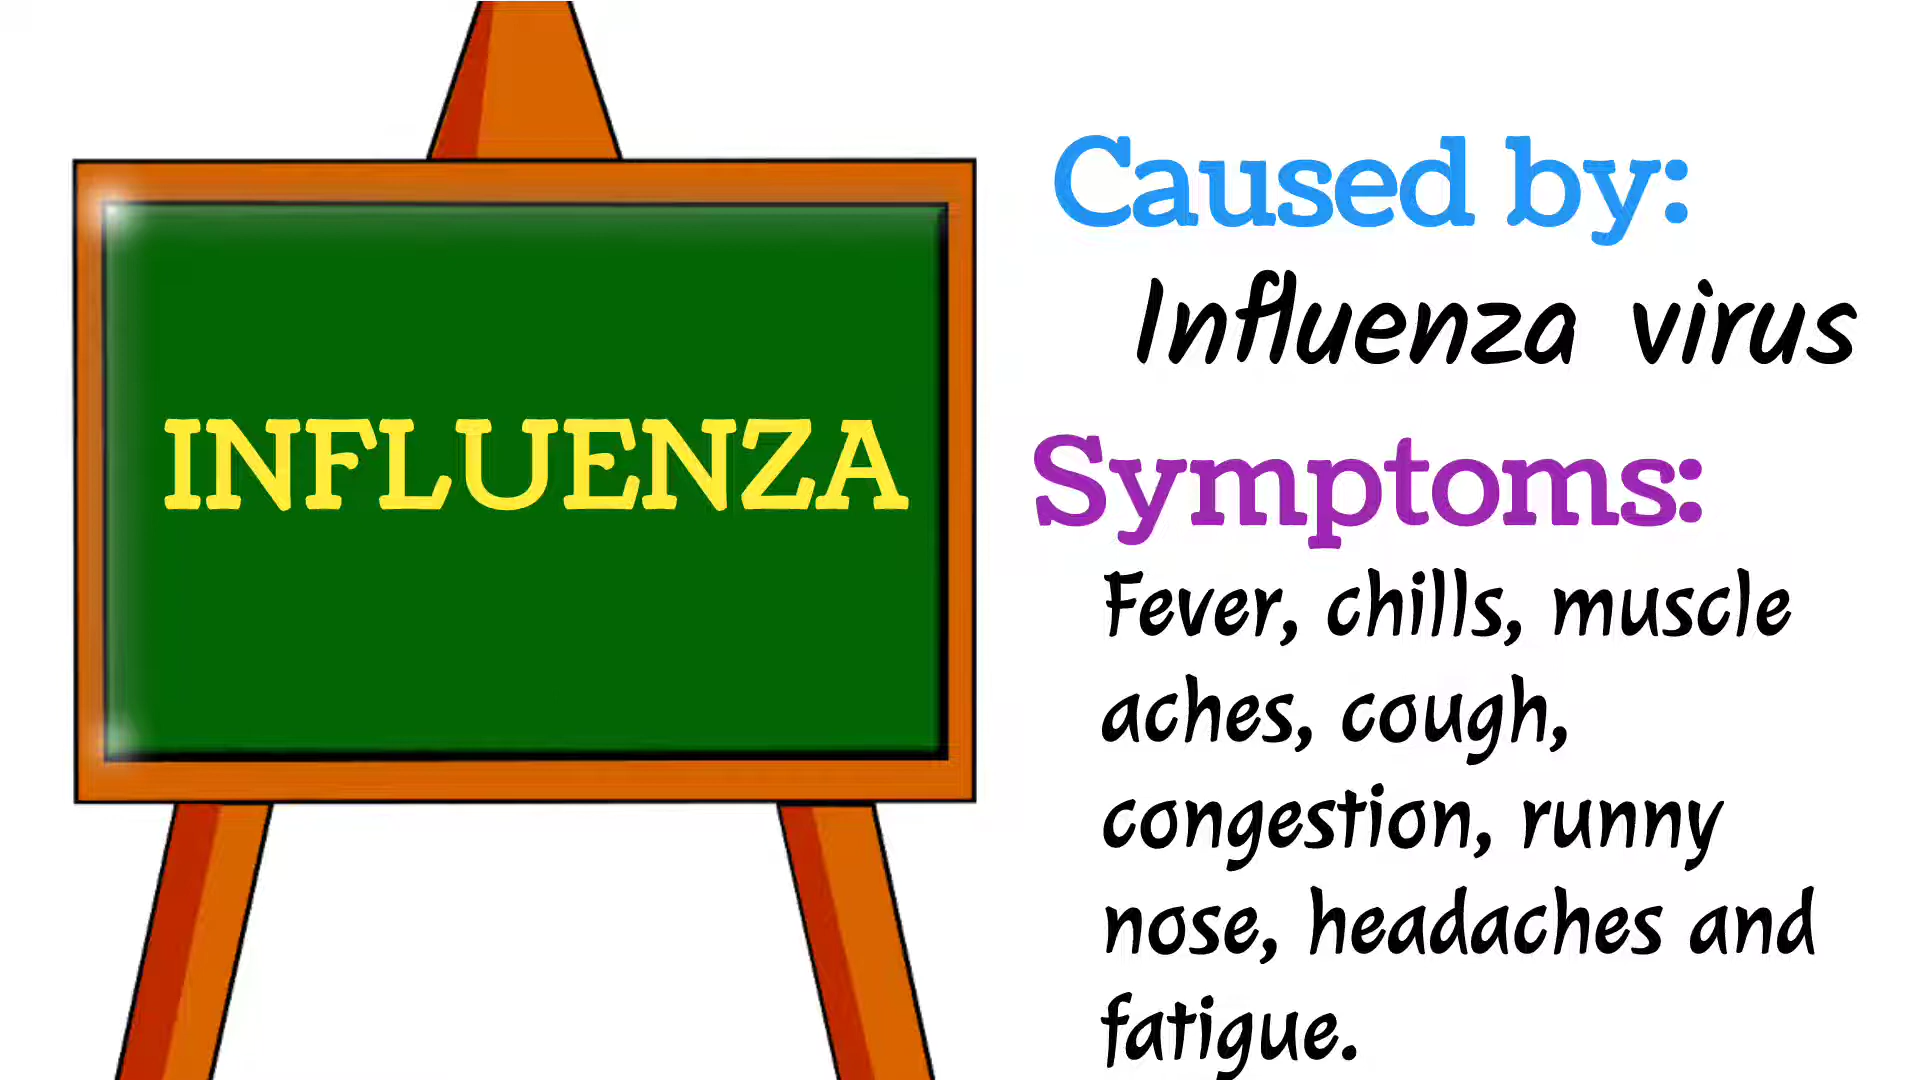 INFLUENZA
Caused by:
Influenza virus
Symptoms:
Fever, chills, muscle
aches, cough,
congestion, runny
nose, headaches and
fatigue.